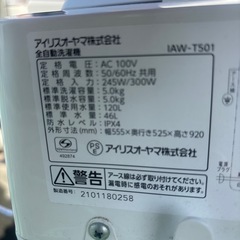 アイリスオーヤマ株式会社
全自動洗濯機 IAW-T501
定格電圧：AC 100V
定格周波数：50/60Hz 共用
定格消費電力：245W/300W
標準洗濯容量：5.0kg
標準脱水容量：5.0kg
標準使用水量：120L
標準水量：46L
防水レベル：IPX4
外形寸法(mm)：幅555×奥行き525×高さ920
PSE
アイリスオーヤマ株式会社
警告
アース線は必ず取り付けてください。
漏電時に感電のおそれがあります。
2101180258